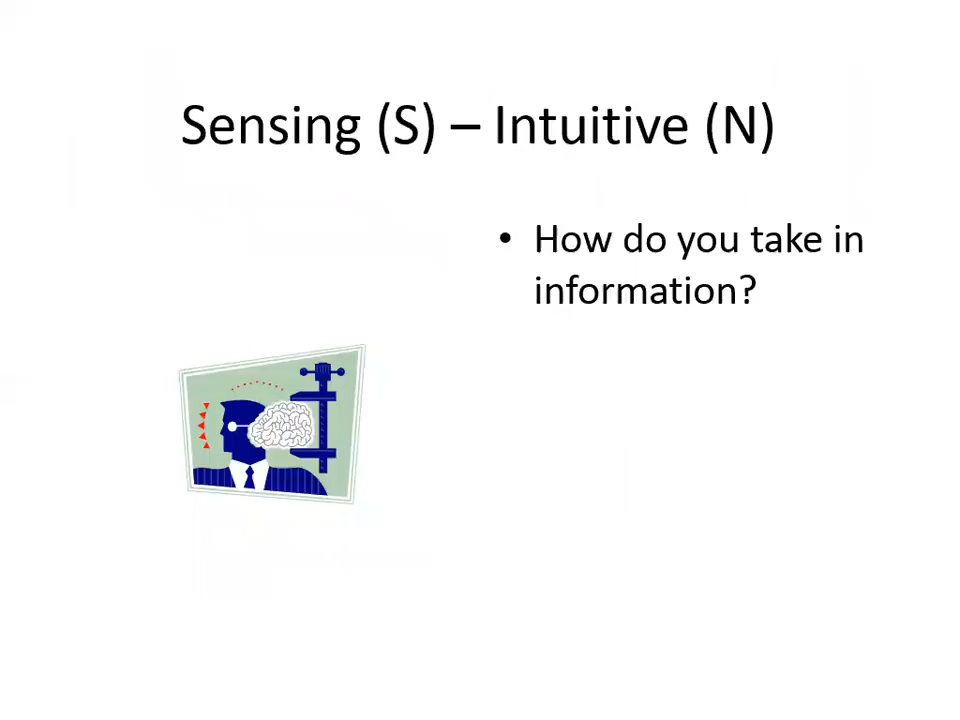 Sensing (S) – Intuitive (N)
• How do you take in
information?